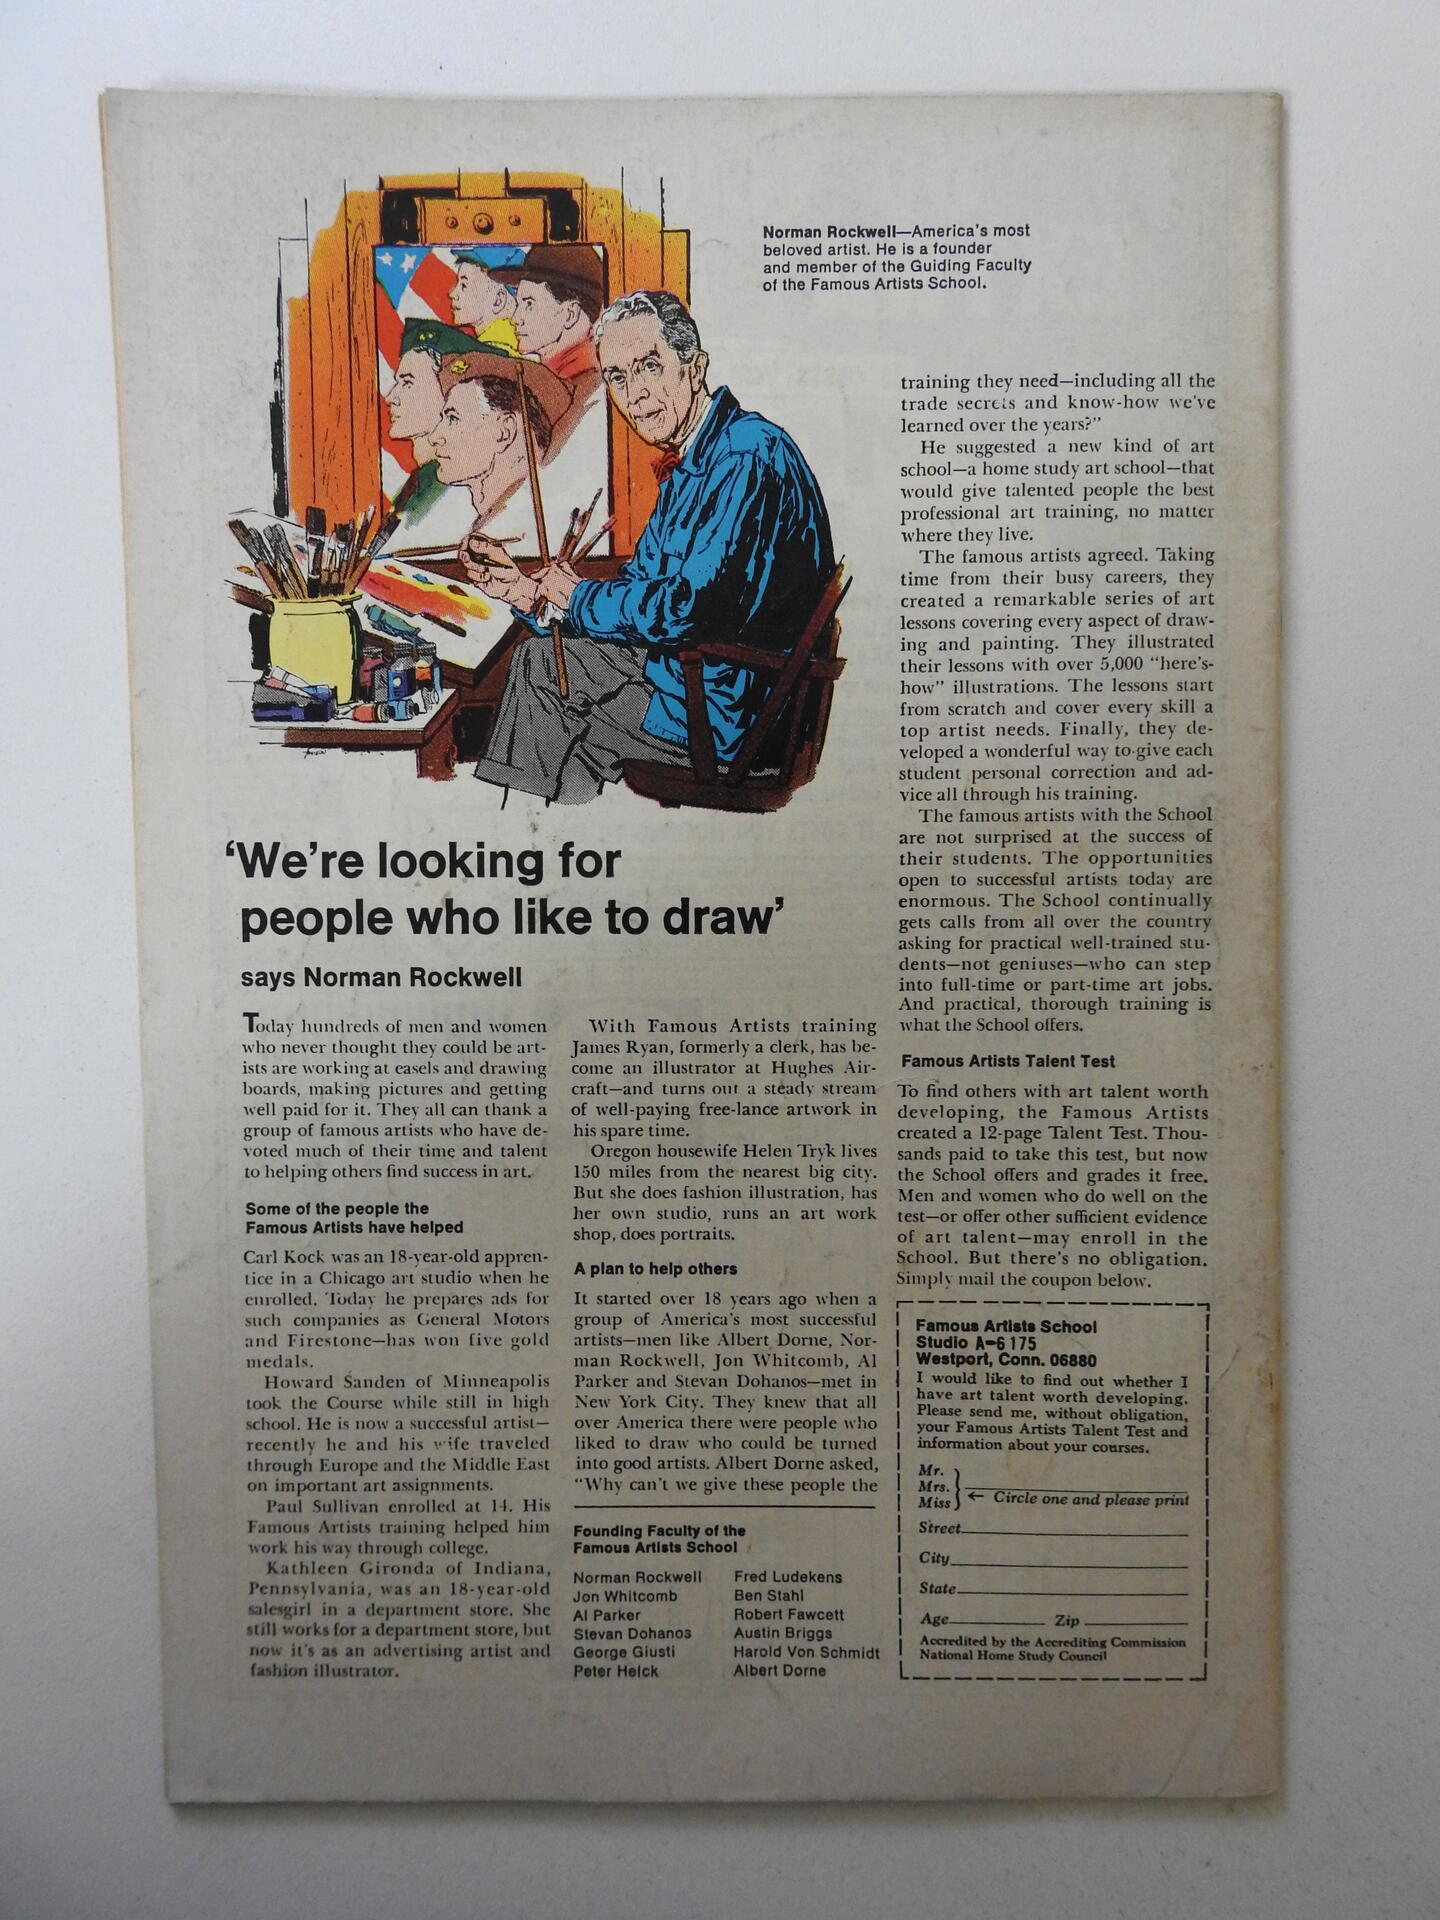 Norman Rockwell—America's most
beloved artist. He is a founder
and member of the Guiding Faculty
of the Famous Artists School.
'We're looking for
people who like to draw'
says Norman Rockwell
Today hundreds of men and women
who never thought they could be art-
ists are working at easels and drawing
boards, making pictures and getting
well paid for it. They all can thank a
group of famous artists who have de-
voted much of their time and talent
to helping others find success in art.
Some of the people the
Famous Artists have helped
Carl Kock was an 18-year-old appren-
tice in a Chicago art studio when he
enrolled. Today he prepares ads for
such companies as General Motors
and Firestone—has won five gold
medals.
Howard Sanden of Minneapolis
took the Course while still in high
school. He is now a successful artist—
recently he and his wife traveled
through Europe and the Middle East
on important art assignments.
Paul Sullivan enrolled at 14. His
Famous Artists training helped him
work his way through college.
Kathleen Gironda of Indiana,
Pennsylvania, was an 18-year-old
salesgirl in a department store. She
still works for a department store, but
now it's as an advertising artist and
fashion illustrator.
With Famous Artists training
James Ryan, formerly a clerk, has be-
come an illustrator at Hughes Air-
craft—and turns out a steady stream
of well-paying free-lance artwork in
his spare time.
Oregon housewife Helen Tryk lives
150 miles from the nearest big city.
But she does fashion illustration, has
her own studio, runs an art work
shop, does portraits.
A plan to help others
It started over 18 years ago when a
group of America's most successful
artists—men like Albert Dorne, Nor-
man Rockwell, Jon Whitcomb, Al
Parker and Stevan Dohanos—met in
New York City. They knew that all
over America there were people who
liked to draw who could be turned
into good artists. Albert Dorne asked,
"Why can't we give these people the
Founding Faculty of the
Famous Artists School
Norman Rockwell
Jon Whitcomb
Al Parker
Stevan Dohanos
George Giusti
Peter Helck
Fred Ludekens
Ben Stahl
Robert Fawcett
Austin Briggs
Harold Von Schmidt
Albert Dorne
training they need—including all the
trade secrets and know-how we've
learned over the years?"
He suggested a new kind of art
school—a home study art school—that
would give talented people the best
professional art training, no matter
where they live.
The famous artists agreed. Taking
time from their busy careers, they
created a remarkable series of art
lessons covering every aspect of draw-
ing and painting. They illustrated
their lessons with over 5,000 "here's-
how" illustrations. The lessons start
from scratch and cover every skill a
top artist needs. Finally, they de-
veloped a wonderful way to give each
student personal correction and ad-
vice all through his training.
The famous artists with the School
are not surprised at the success of
their students. The opportunities
open to successful artists today are
enormous. The School continually
gets calls from all over the country
asking for practical well-trained stu-
dents—not geniuses—who can step
into full-time or part-time art jobs.
And practical, thorough training is
what the School offers.
Famous Artists Talent Test
To find others with art talent worth
developing, the Famous Artists
created a 12-page Talent Test. Thou-
sands paid to take this test, but now
the School offers and grades it free.
Men and women who do well on the
test—or offer other sufficient evidence
of art talent—may enroll in the
School. But there's no obligation.
Simply mail the coupon below.
Famous Artists School
Studio A-6175
Westport, Conn. 06880
I would like to find out whether I
have art talent worth developing.
Please send me, without obligation,
your Famous Artists Talent Test and
information about your courses.
Mr.
Mrs.
Miss
← Circle one and please print
Street
City
State
Age Zip
Accredited by the Accrediting Commission
National Home Study Council